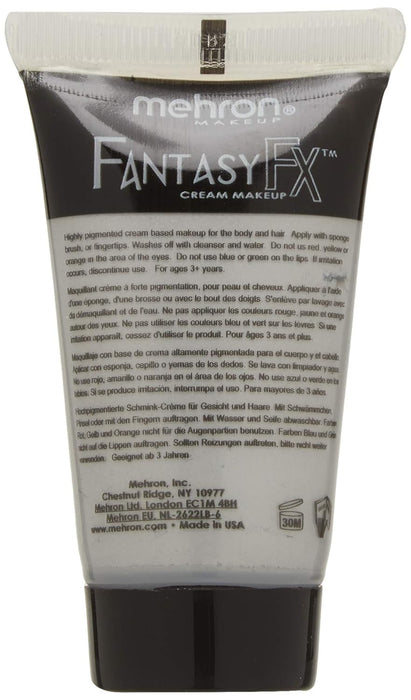 mehron®
MAKEUP
FANTASY FX™
CREAM MAKEUP
Highly pigmented cream based makeup for the body and hair Apply with sponge
brush, or fingertips. Washes off with cleanser and water. Do not us red, yellow or
orange in the area of the eyes. Do not use blue or green on the lips If irritation
occurs, discontinue use. For ages 3+ years.
Maquillant crème à forte pigmentation, pour peau et cheveux. Appliquer à l'aide
d'une éponge, d'une brosse ou avec le bout des doigts. S'enlève par lavage avec
de démaquillant et de l'eau. Ne pas appliquer les couleurs rouge, jaune et orange
autour des yeux. Ne pas utiliser les couleurs bleu et vert sur les lèvres. Si une
irritation apparaît, cessez d'utiliser le produit. Pour âges 3 ans et plus.
Maquillaje con base de crema altamente pigmentada para el cuerpo y el cabello.
Aplicar con esponja, cepillo o yemas de los dedos. Se lava con limpiador y agua.
No use rojo, amarillo o naranja en el área de los ojos. No use azul o verde en los
labios. Si se produce irritación, interrumpa el uso. Para mayores de 3 años.
Hochpigmentierte Schmink-Crème für Gesicht und Haare Mit Schwämmchen,
Pinsel oder mit den Fingern auftragen. Mit Wasser und Seife abwaschbar. Farben
Rot, Gelb und Orange nicht für die Augenpartien benutzen. Farben Blau und Grün
nicht auf die Lippen auftragen. Sollten Reizungen auftreten, bitte nicht weiter
verwenden. Geeignet ab 3 Jahren
Mehron, Inc.
Chestnut Ridge, NY 10977
Mehron Ltd. London EC1M 4BH
Mehron EU, NL-2622LB-6
www.mehron.com • Made in USA
30M